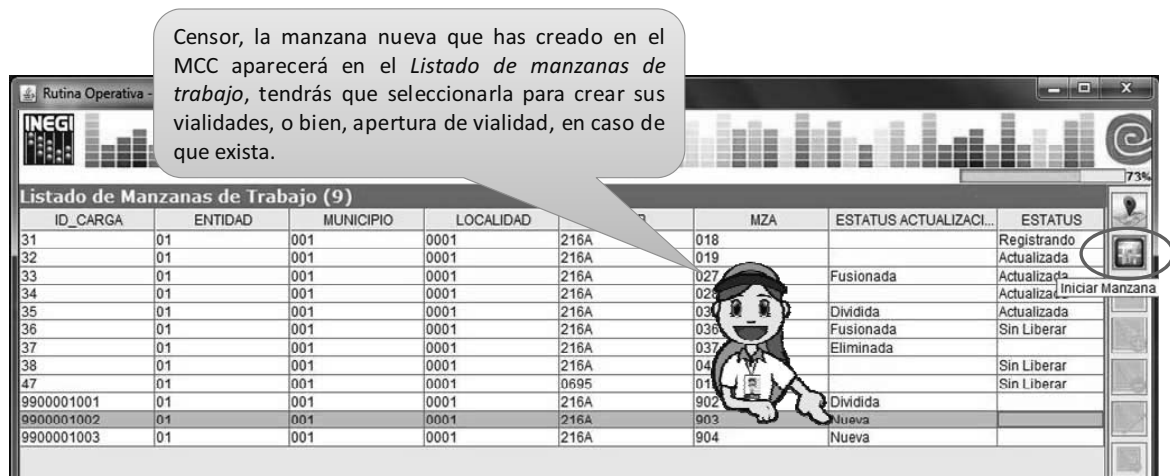 Censor, la manzana nueva que has creado en el
MCC aparecerá en el Listado de manzanas de
trabajo, tendrás que seleccionarla para crear sus
vialidades, o bien, apertura de vialidad, en caso de
que exista.
Rutina Operativa -
INEGI
73%
Listado de Manzanas de Trabajo (9)
ID_CARGA ENTIDAD MUNICIPIO LOCALIDAD MZA ESTATUS ACTUALIZACI... ESTATUS
31 01 001 0001 216A 018 Registrando
32 01 001 0001 216A 019 Actualizada
33 01 001 0001 216A 027 Fusionada Actualizada
34 01 001 0001 216A Actualizada
35 01 001 0001 216A Dividida Actualizada
36 01 001 0001 216A 036 Fusionada Sin Liberar
37 01 001 0001 216A 037 Eliminada
38 01 001 0001 216A Sin Liberar
47 01 001 0001 0695 Sin Liberar
9900001001 01 001 0001 216A 902 Dividida
9900001002 01 001 0001 216A 903 Nueva
9900001003 01 001 0001 216A 904 Nueva
Iniciar Manzana